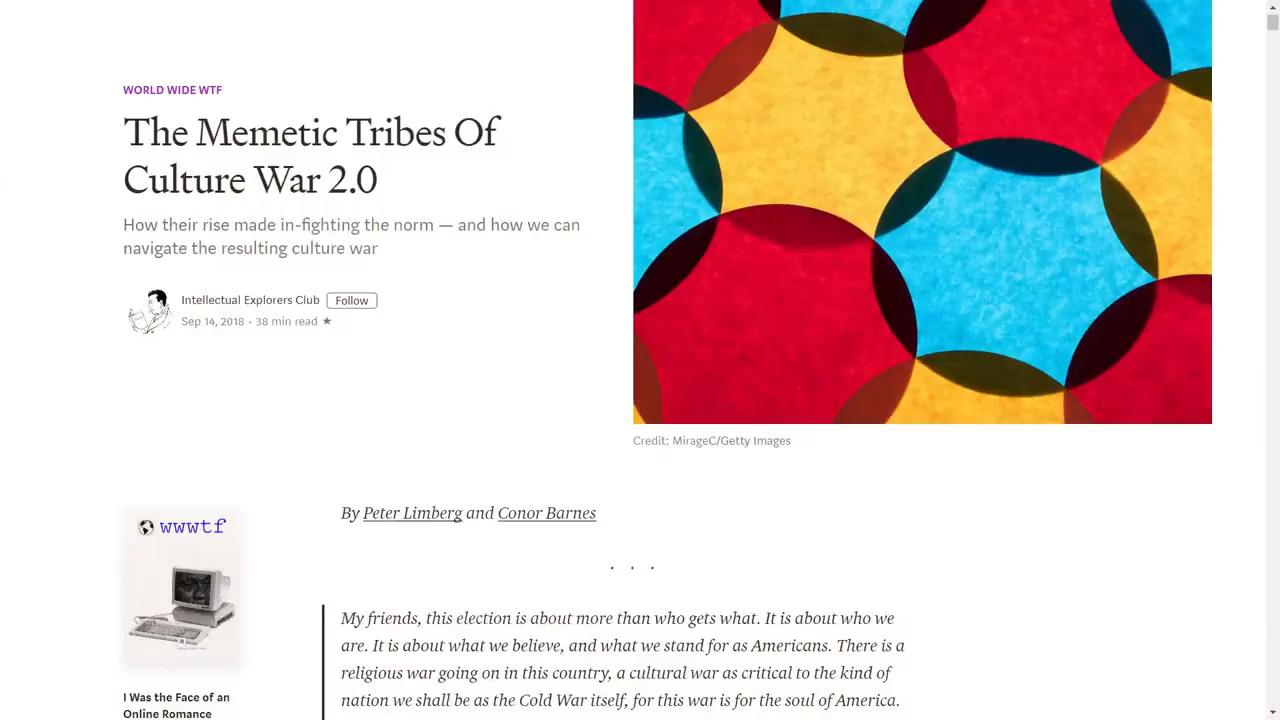 WORLD WIDE WTF
The Memetic Tribes Of
Culture War 2.0
How their rise made in-fighting the norm — and how we can
navigate the resulting culture war
Intellectual Explorers Club Follow
Sep 14, 2018 · 38 min read ★
Credit: MirageC/Getty Images
By Peter Limberg and Conor Barnes
. . .
wwwtf
I Was the Face of an
Online Romance
My friends, this election is about more than who gets what. It is about who we
are. It is about what we believe, and what we stand for as Americans. There is a
religious war going on in this country, a cultural war as critical to the kind of
nation we shall be as the Cold War itself, for this war is for the soul of America.